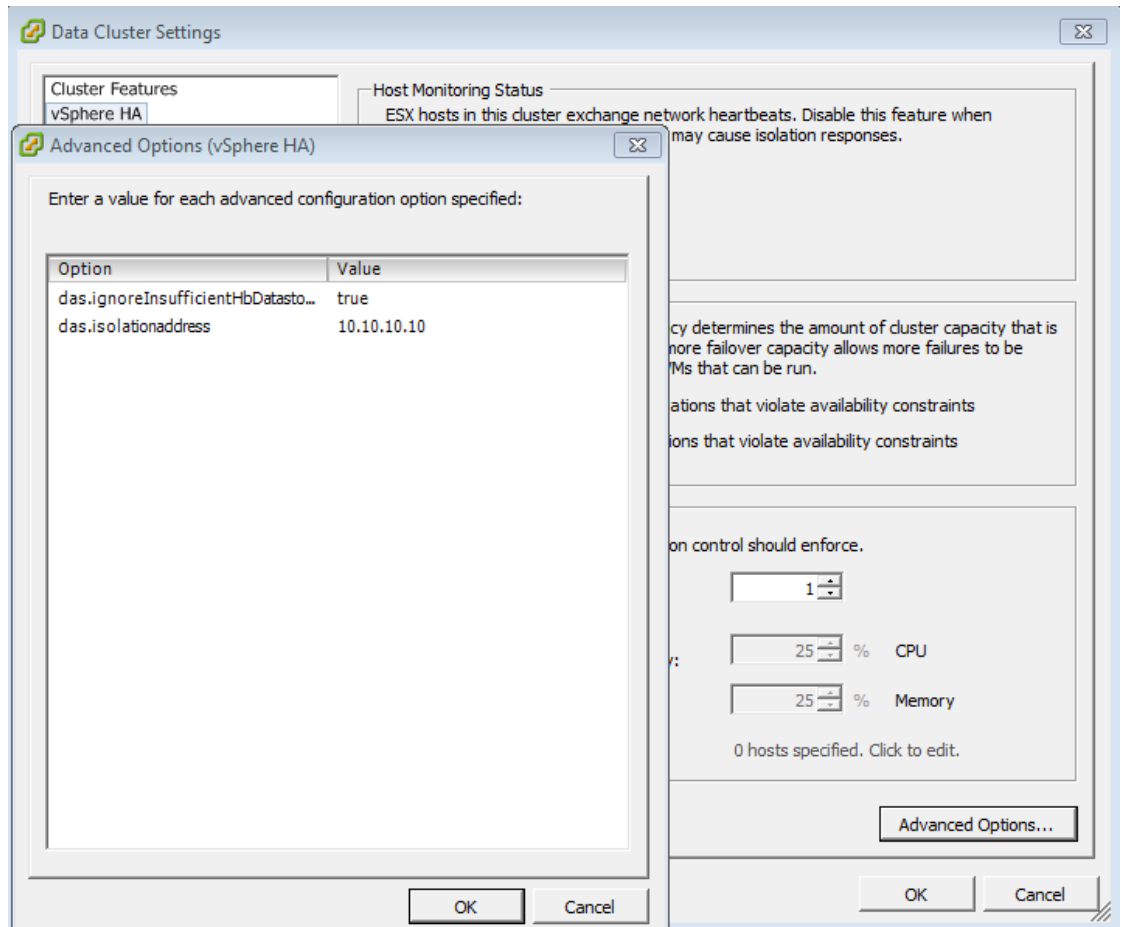 Data Cluster Settings
Cluster Features
vSphere HA
Host Monitoring Status
ESX hosts in this cluster exchange network heartbeats. Disable this feature when
may cause isolation responses.
Advanced Options (vSphere HA)
Enter a value for each advanced configuration option specified:
Option Value
das.ignoreInsufficientHbDatasto... true
das.isolationaddress 10.10.10.10
cy determines the amount of cluster capacity that is
more failover capacity allows more failures to be
VMs that can be run.
ations that violate availability constraints
ions that violate availability constraints
on control should enforce.
1
y: 25 % CPU
25 % Memory
0 hosts specified. Click to edit.
Advanced Options...
OK Cancel
OK Cancel